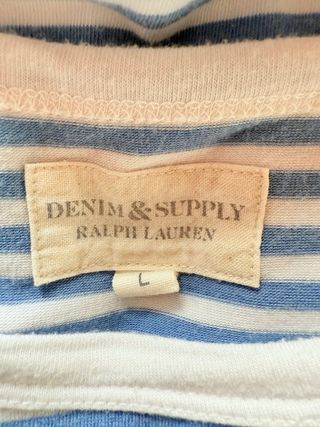 DENIM & SUPPLY
RALPH LAUREN
L